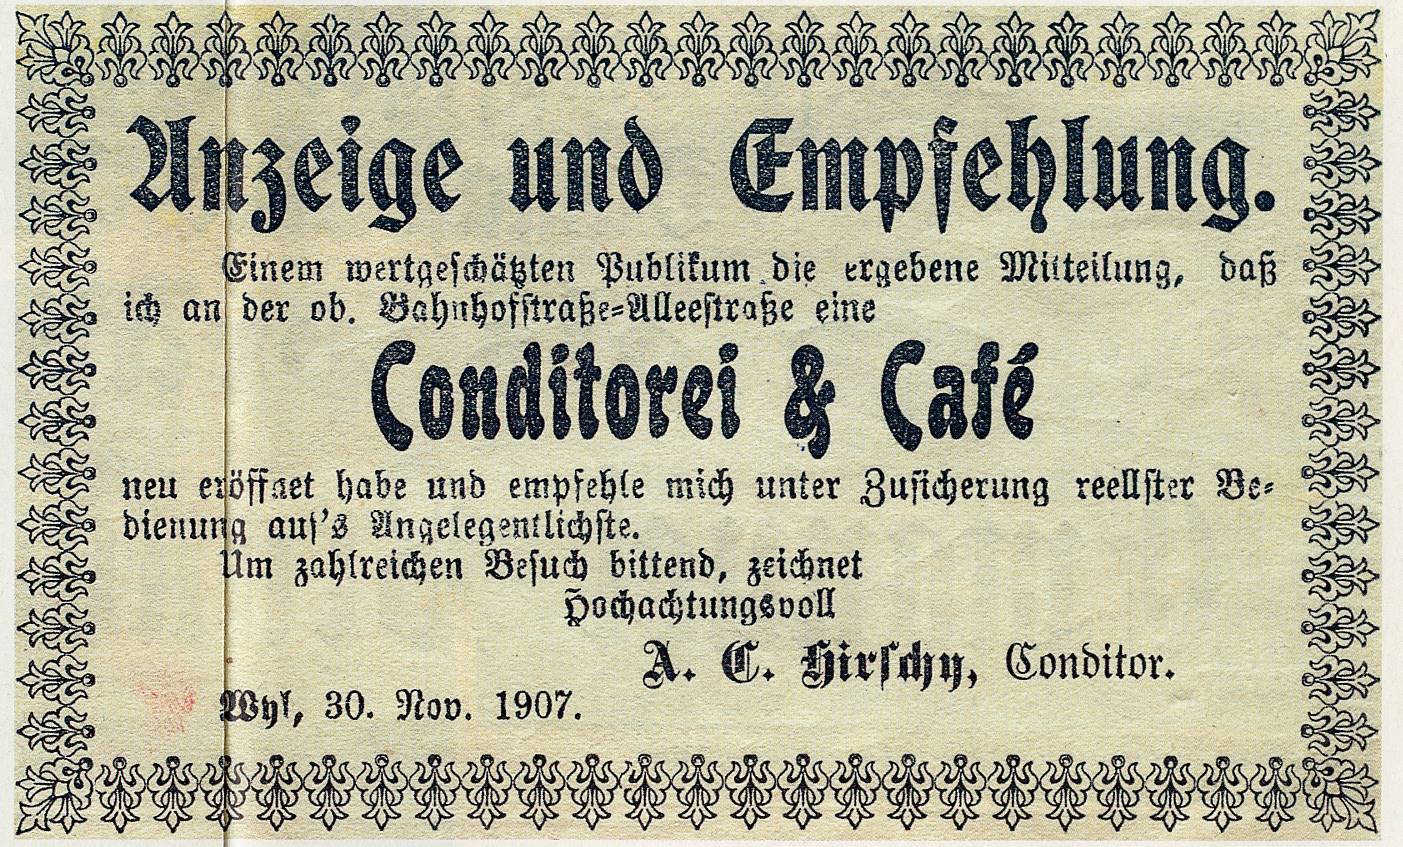 Anzeige und Empfehlung.
Einem wertgeschätzten Publikum die ergebene Mitteilung, daß
ich an der ob. Bahnhofstraße-Alleestraße eine
Conditorei & Café
neu eröffnet habe und empfehle mich unter Zusicherung reellster Be-
dienung auf's Angelegentlichste.
Um zahlreichen Besuch bittend, zeichnet
Hochachtungsvoll
A. C. Hirschy, Conditor.
Wyl, 30. Nov. 1907.